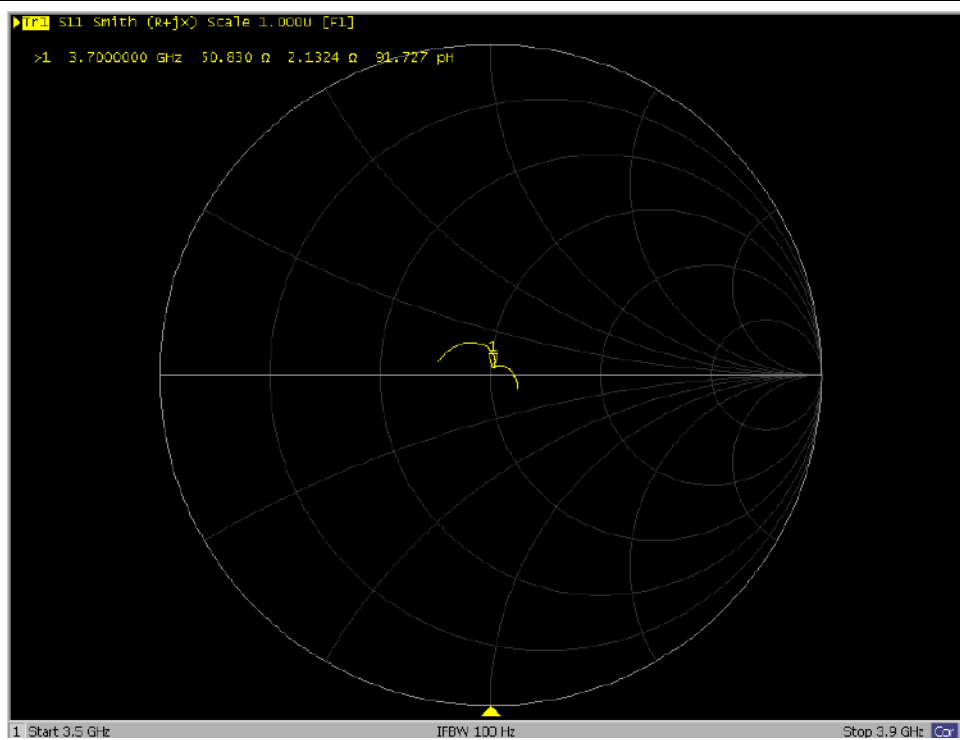 ▶Tr1 S11 Smith (R+jX) Scale 1.000U [F1]
>1 3.7000000 GHz 50.830 Ω 2.1324 Ω 91.727 pH
1
1 Start 3.5 GHz IFBW 100 Hz Stop 3.9 GHz Cor